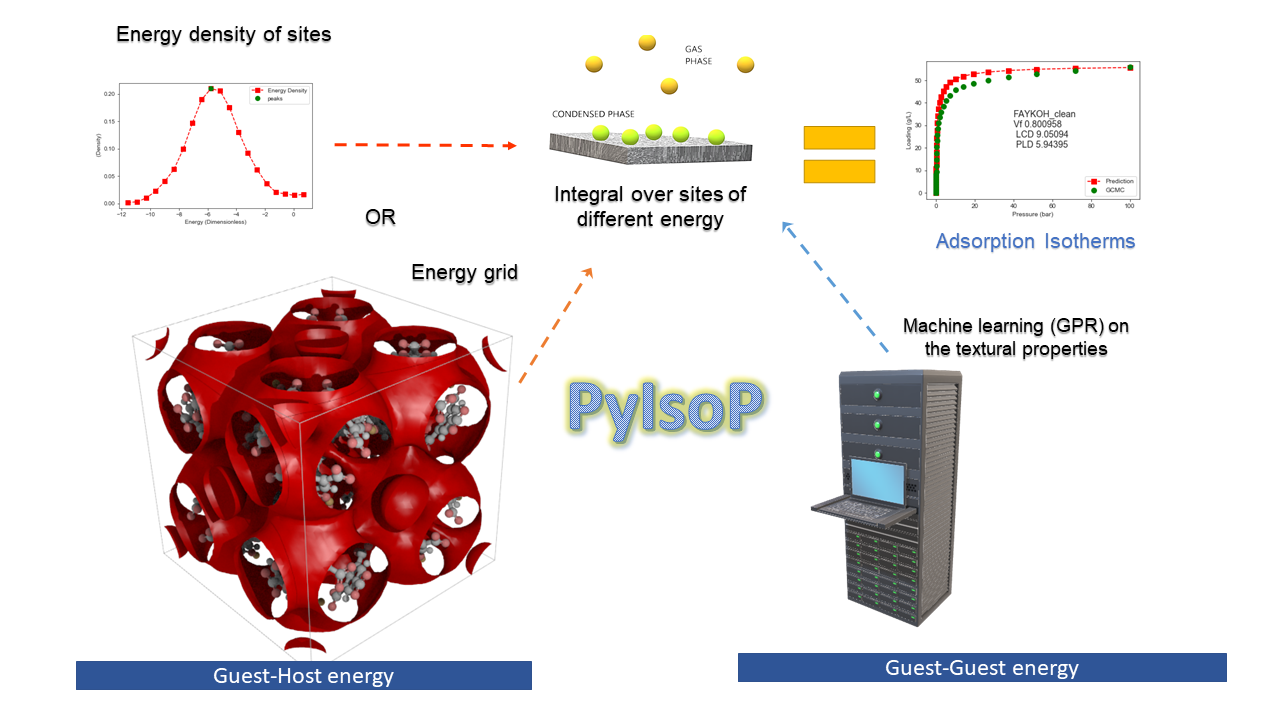 Energy density of sites
0.20
0.15
0.10
0.05
0.00
(Density)
Energy Density
peaks
−12 −10 −8 −6 −4 −2 0
Energy (Dimensionless)
OR
Energy grid
GAS
PHASE
CONDENSED PHASE
Integral over sites of
different energy
50
40
30
20
10
0
Loading (g/L)
FAYKOH_clean
Vf 0.800958
LCD 9.05094
PLD 5.94395
Prediction
GCMC
0 20 40 60 80 100
Pressure (bar)
Adsorption Isotherms
Machine learning (GPR) on
the textural properties
PyIsoP
Guest-Host energy
Guest-Guest energy